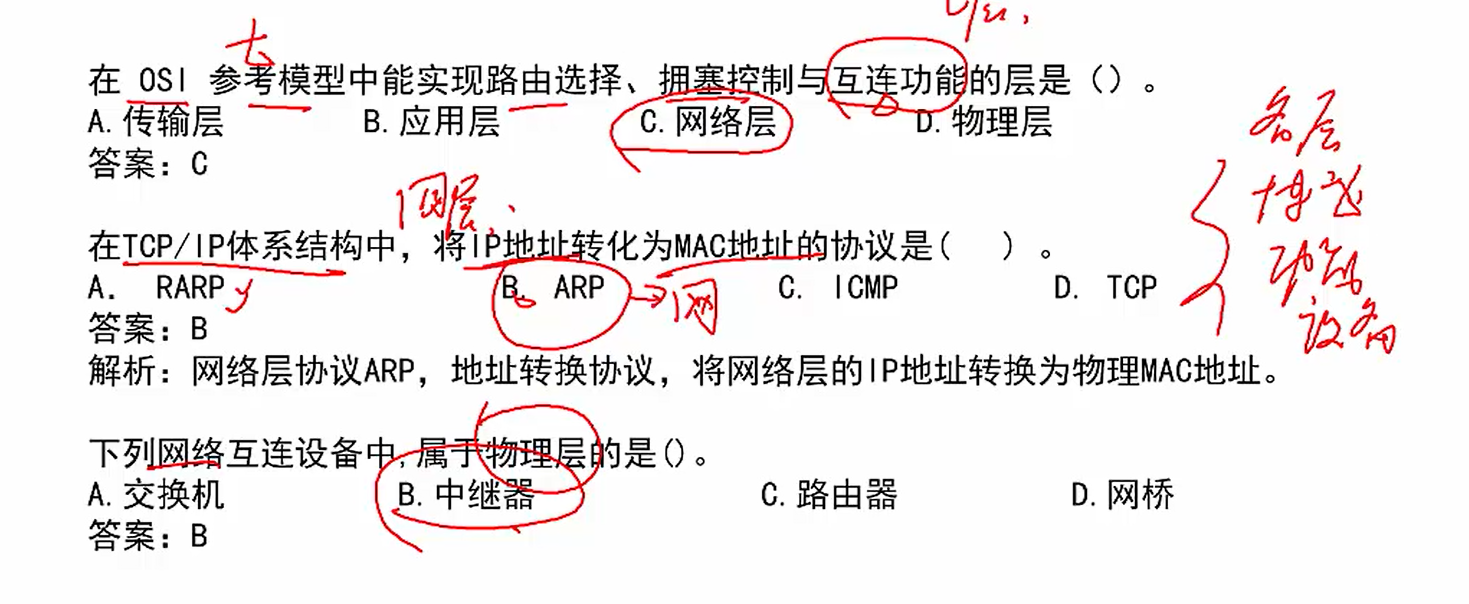 七层,
七
在 OSI 参考模型中能实现路由选择、拥塞控制与互连功能的层是（）。
A. 传输层 B. 应用层 C. 网络层 D. 物理层
答案：C
各层
网层、
在TCP/IP体系结构中，将IP地址转化为MAC地址的协议是( )。
A. RARP B. ARP C. ICMP D. TCP
网
功能
设备
答案：B
解析：网络层协议ARP，地址转换协议，将网络层的IP地址转换为物理MAC地址。
下列网络互连设备中,属于物理层的是()。
A. 交换机 B. 中继器 C. 路由器 D. 网桥
答案：B